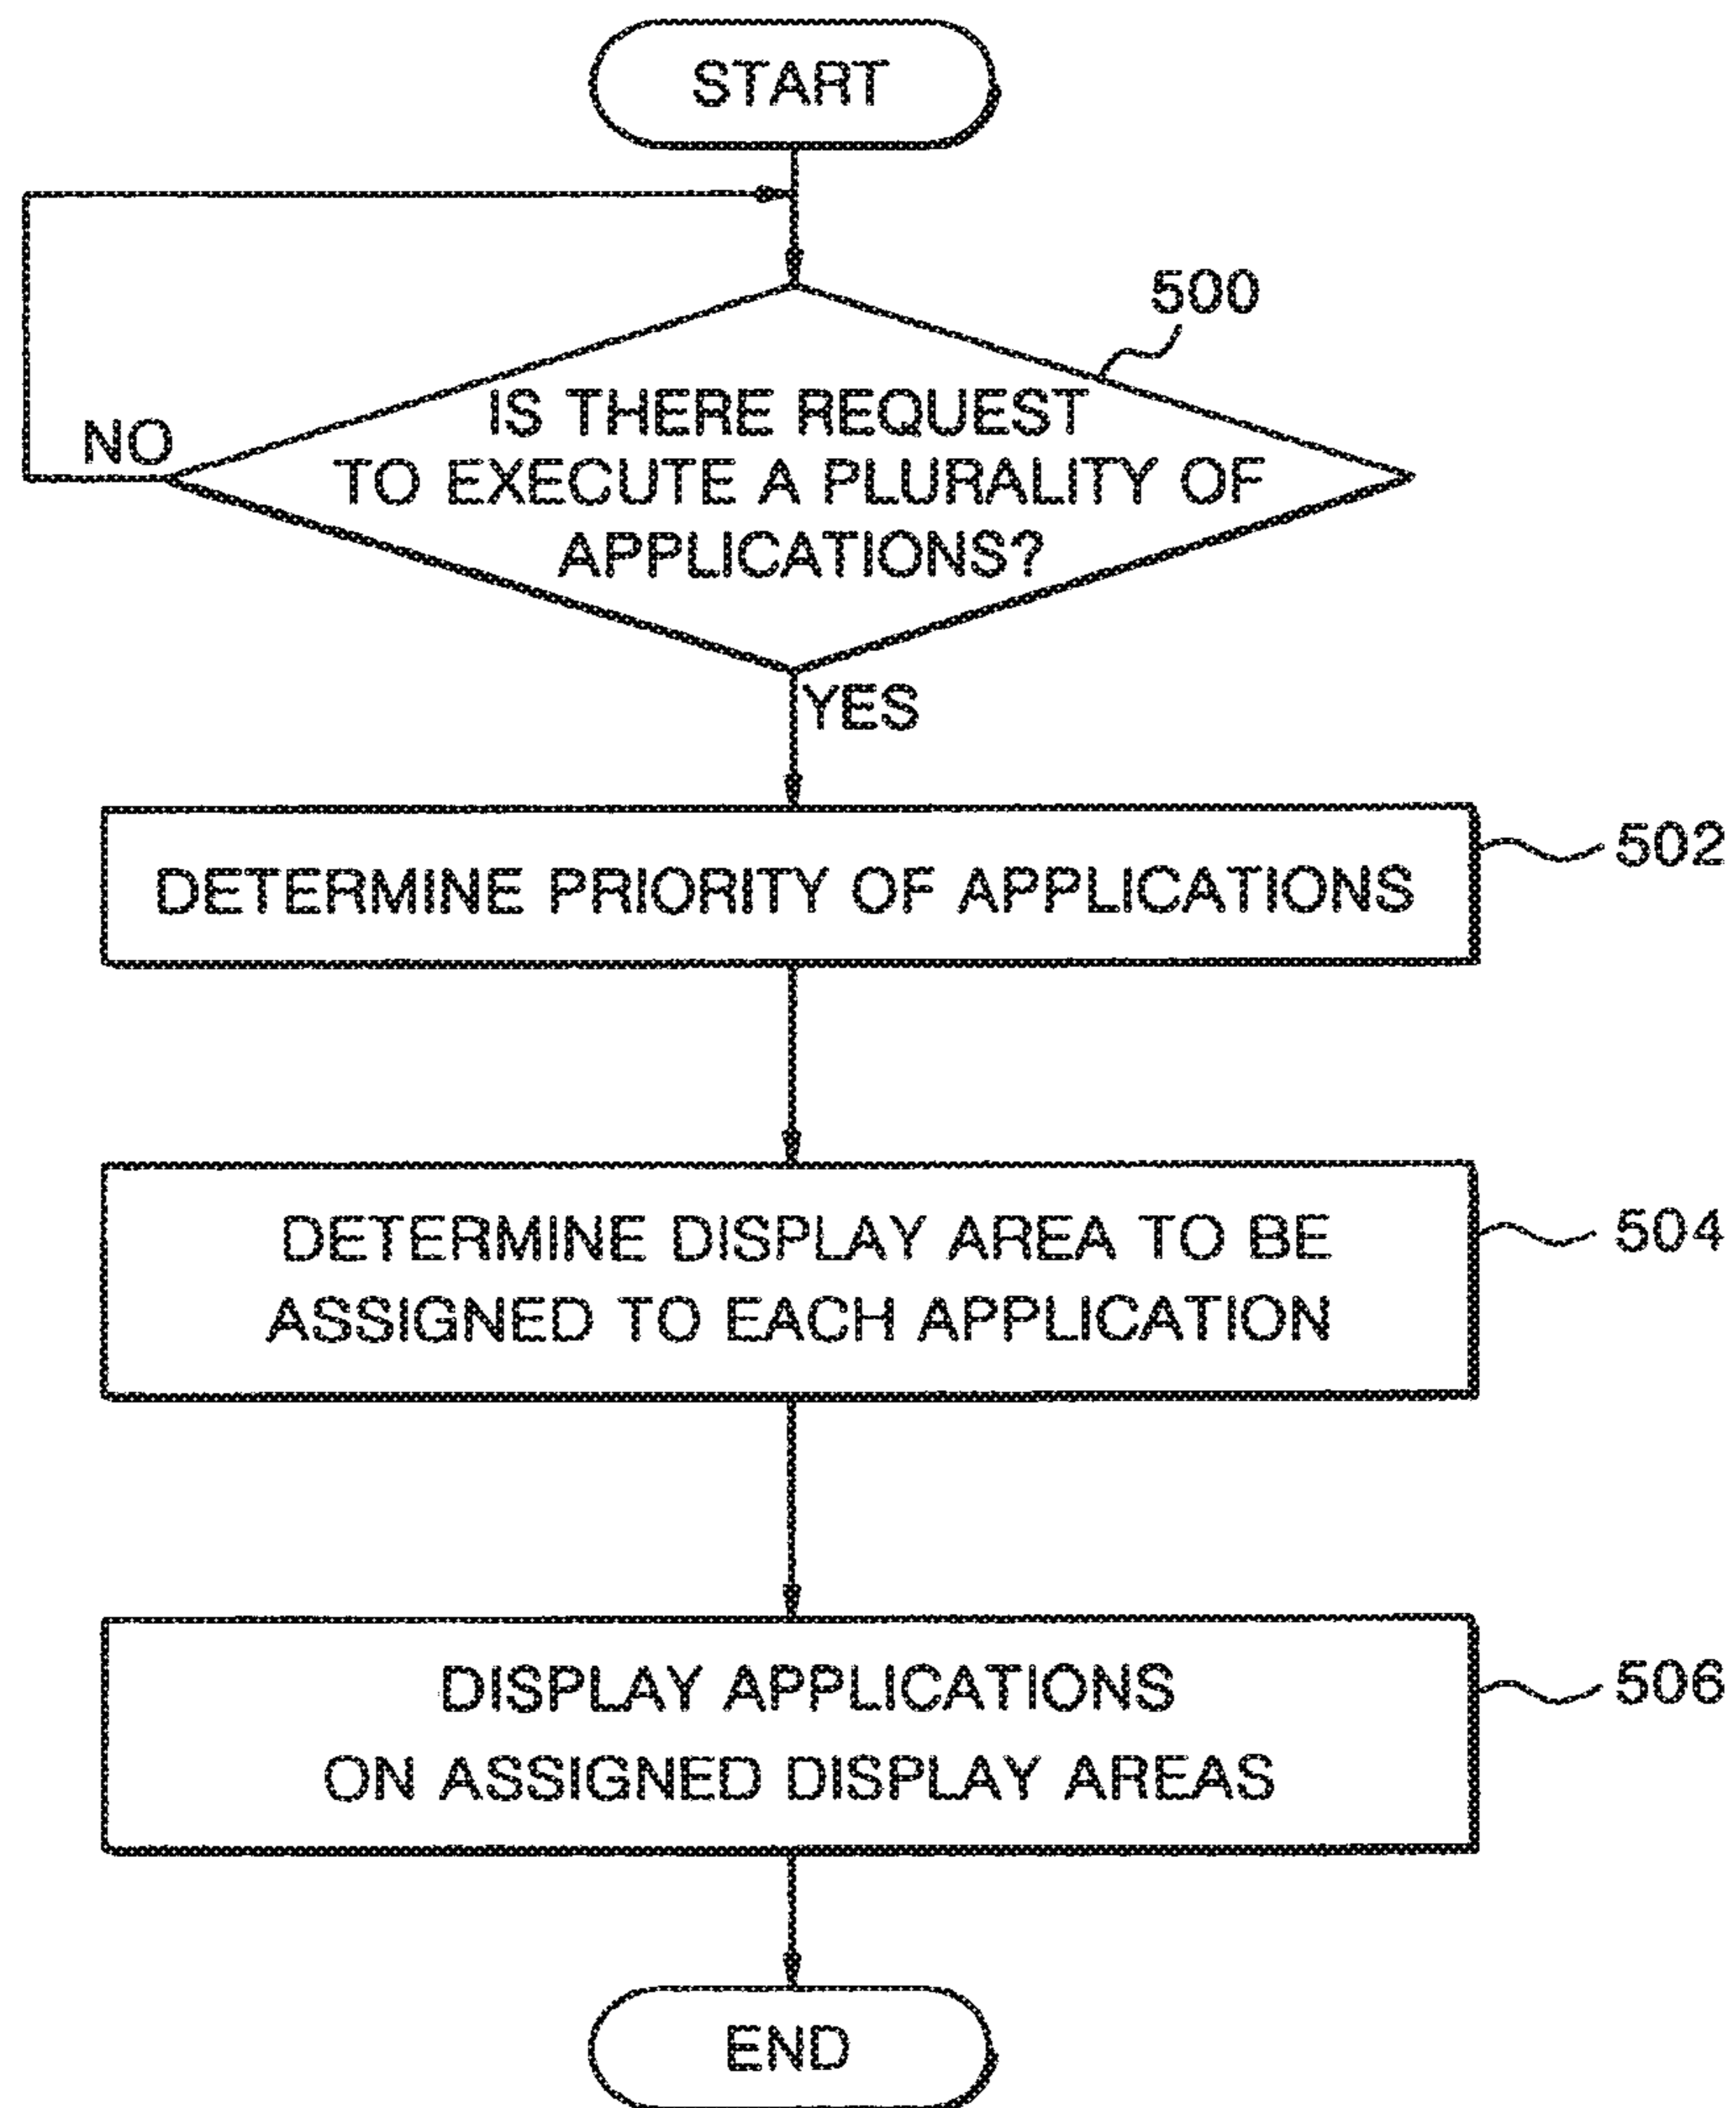 START
500
IS THERE REQUEST
TO EXECUTE A PLURALITY OF
APPLICATIONS?
NO
YES
DETERMINE PRIORITY OF APPLICATIONS
502
DETERMINE DISPLAY AREA TO BE
ASSIGNED TO EACH APPLICATION
504
DISPLAY APPLICATIONS
ON ASSIGNED DISPLAY AREAS
506
END